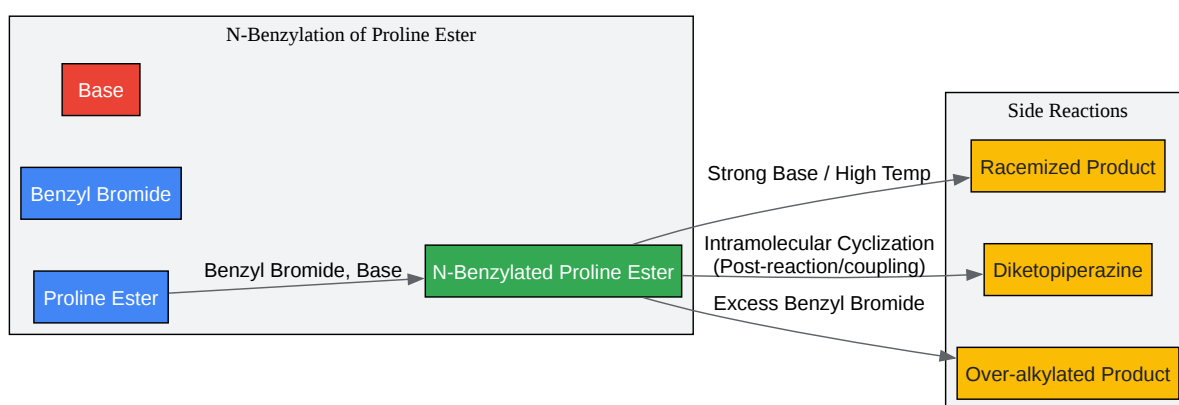 N-Benzylation of Proline Ester
Base
Benzyl Bromide
Proline Ester
Benzyl Bromide, Base
N-Benzylated Proline Ester
Strong Base / High Temp
Intramolecular Cyclization
(Post-reaction/coupling)
Excess Benzyl Bromide
Side Reactions
Racemized Product
Diketopiperazine
Over-alkylated Product